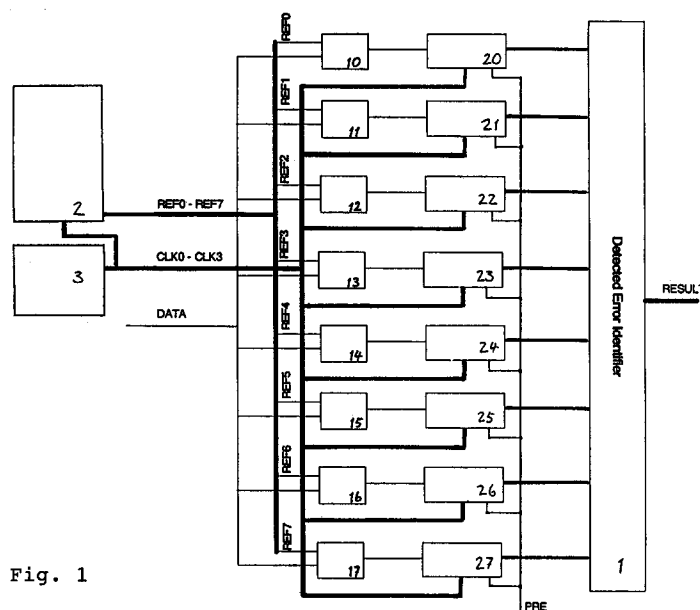 REF0
10
20
REF1
11
21
REF2
12
22
2
REF0 - REF7
3
CLK0 - CLK3
REF3
13
23
Detected Error Identifier
RESULT
DATA
REF4
14
24
REF5
15
25
REF6
16
26
REF7
17
27
1
Fig. 1
PRE